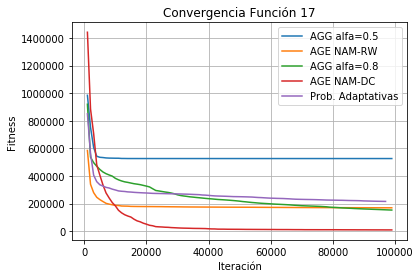 Convergencia Función 17
Fitness
1400000
1200000
1000000
800000
600000
400000
200000
0
AGG alfa=0.5
AGE NAM-RW
AGG alfa=0.8
AGE NAM-DC
Prob. Adaptativas
0 20000 40000 60000 80000 100000
Iteración